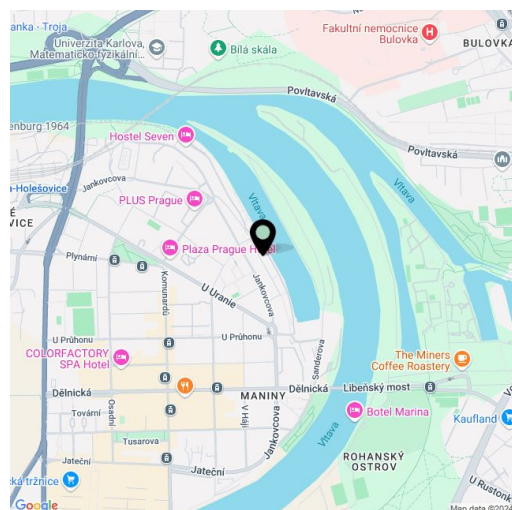 anka - Troja
Fakultní nemocnice
Bulovka
BULOVKA
Univerzita Karlova,
Matematicko-fyzikální...
Bílá skála
Povltavská
enburg 1964
Hostel Seven
Povltavská
Jankovcova
a-Holešovice
PLUS Prague
Vltava
Vltava
VICE
Plzeň Plaza Prague Hotel
Plynární
Komunardů
U Uranie
Jankovcova
U Průhonu
U Průhonu
Sanderova
COLORFACTORY
SPA Hotel
The Miners
Coffee Roastery
Dělnická
Dělnická
Libeňský most
MANINY
Botel Marina
Tovární
Osadní
V Háji
Kaufland
Jankovcova
Vltava
Tusarova
ROHANSKÝ
OSTROV
Jateční
Jateční
cká tržnice
U Rustonk
Google
Map data ©2024